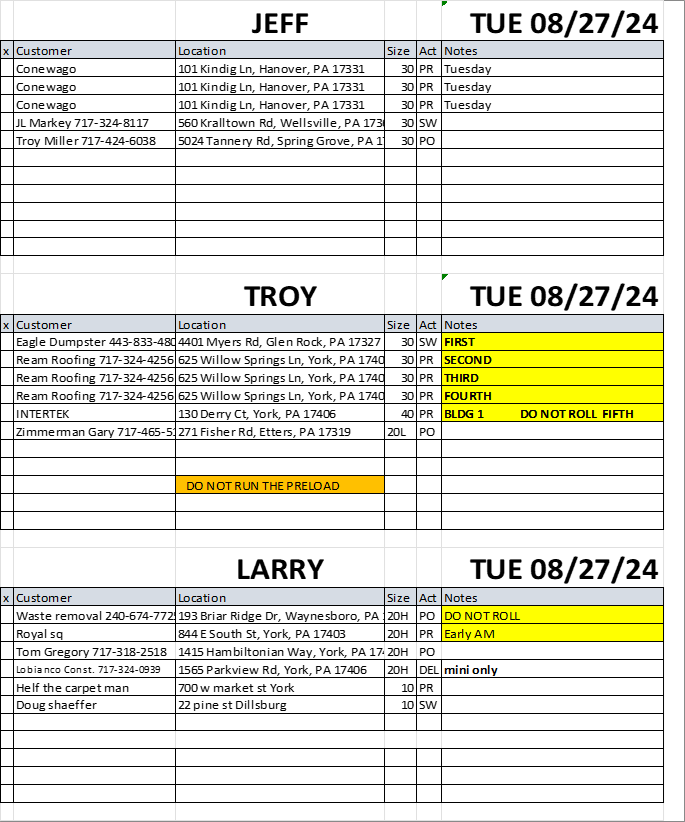 JEFF TUE 08/27/24
x Customer Location Size Act Notes
Conewago 101 Kindig Ln, Hanover, PA 17331 30 PR Tuesday
Conewago 101 Kindig Ln, Hanover, PA 17331 30 PR Tuesday
Conewago 101 Kindig Ln, Hanover, PA 17331 30 PR Tuesday
JL Markey 717-324-8117 560 Kralltown Rd, Wellsville, PA 173 30 SW
Troy Miller 717-424-6038 5024 Tannery Rd, Spring Grove, PA 1 30 PO
TROY TUE 08/27/24
x Customer Location Size Act Notes
Eagle Dumpster 443-833-480 4401 Myers Rd, Glen Rock, PA 17327 30 SW FIRST
Ream Roofing 717-324-4256 625 Willow Springs Ln, York, PA 1740 30 PR SECOND
Ream Roofing 717-324-4256 625 Willow Springs Ln, York, PA 1740 30 PR THIRD
Ream Roofing 717-324-4256 625 Willow Springs Ln, York, PA 1740 30 PR FOURTH
INTERTEK 130 Derry Ct, York, PA 17406 40 PR BLDG 1 DO NOT ROLL FIFTH
Zimmerman Gary 717-465-5 271 Fisher Rd, Etters, PA 17319 20L PO
DO NOT RUN THE PRELOAD
LARRY TUE 08/27/24
x Customer Location Size Act Notes
Waste removal 240-674-772 193 Briar Ridge Dr, Waynesboro, PA 20H PO DO NOT ROLL
Royal sq 844 E South St, York, PA 17403 20H PR Early AM
Tom Gregory 717-318-2518 1415 Hambiltonian Way, York, PA 174 20H PO
Lobianco Const. 717-324-0939 1565 Parkview Rd, York, PA 17406 20H DEL mini only
Helf the carpet man 700 w market st York 10 PR
Doug shaeffer 22 pine st Dillsburg 10 SW